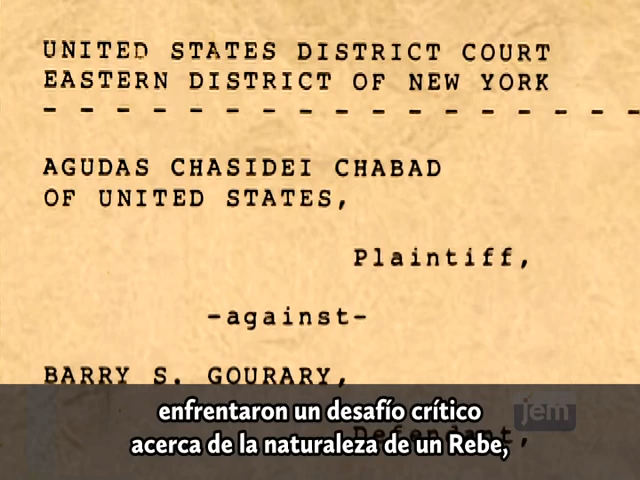 UNITED STATES DISTRICT COURT
EASTERN DISTRICT OF NEW YORK
- - - - - - - - - - - - - - - - -
AGUDAS CHASIDEI CHABAD
OF UNITED STATES,
Plaintiff,
-against-
BARRY S. GOURARY,
jem
Defendant,
enfrentaron un desafío crítico
acerca de la naturaleza de un Rebe,